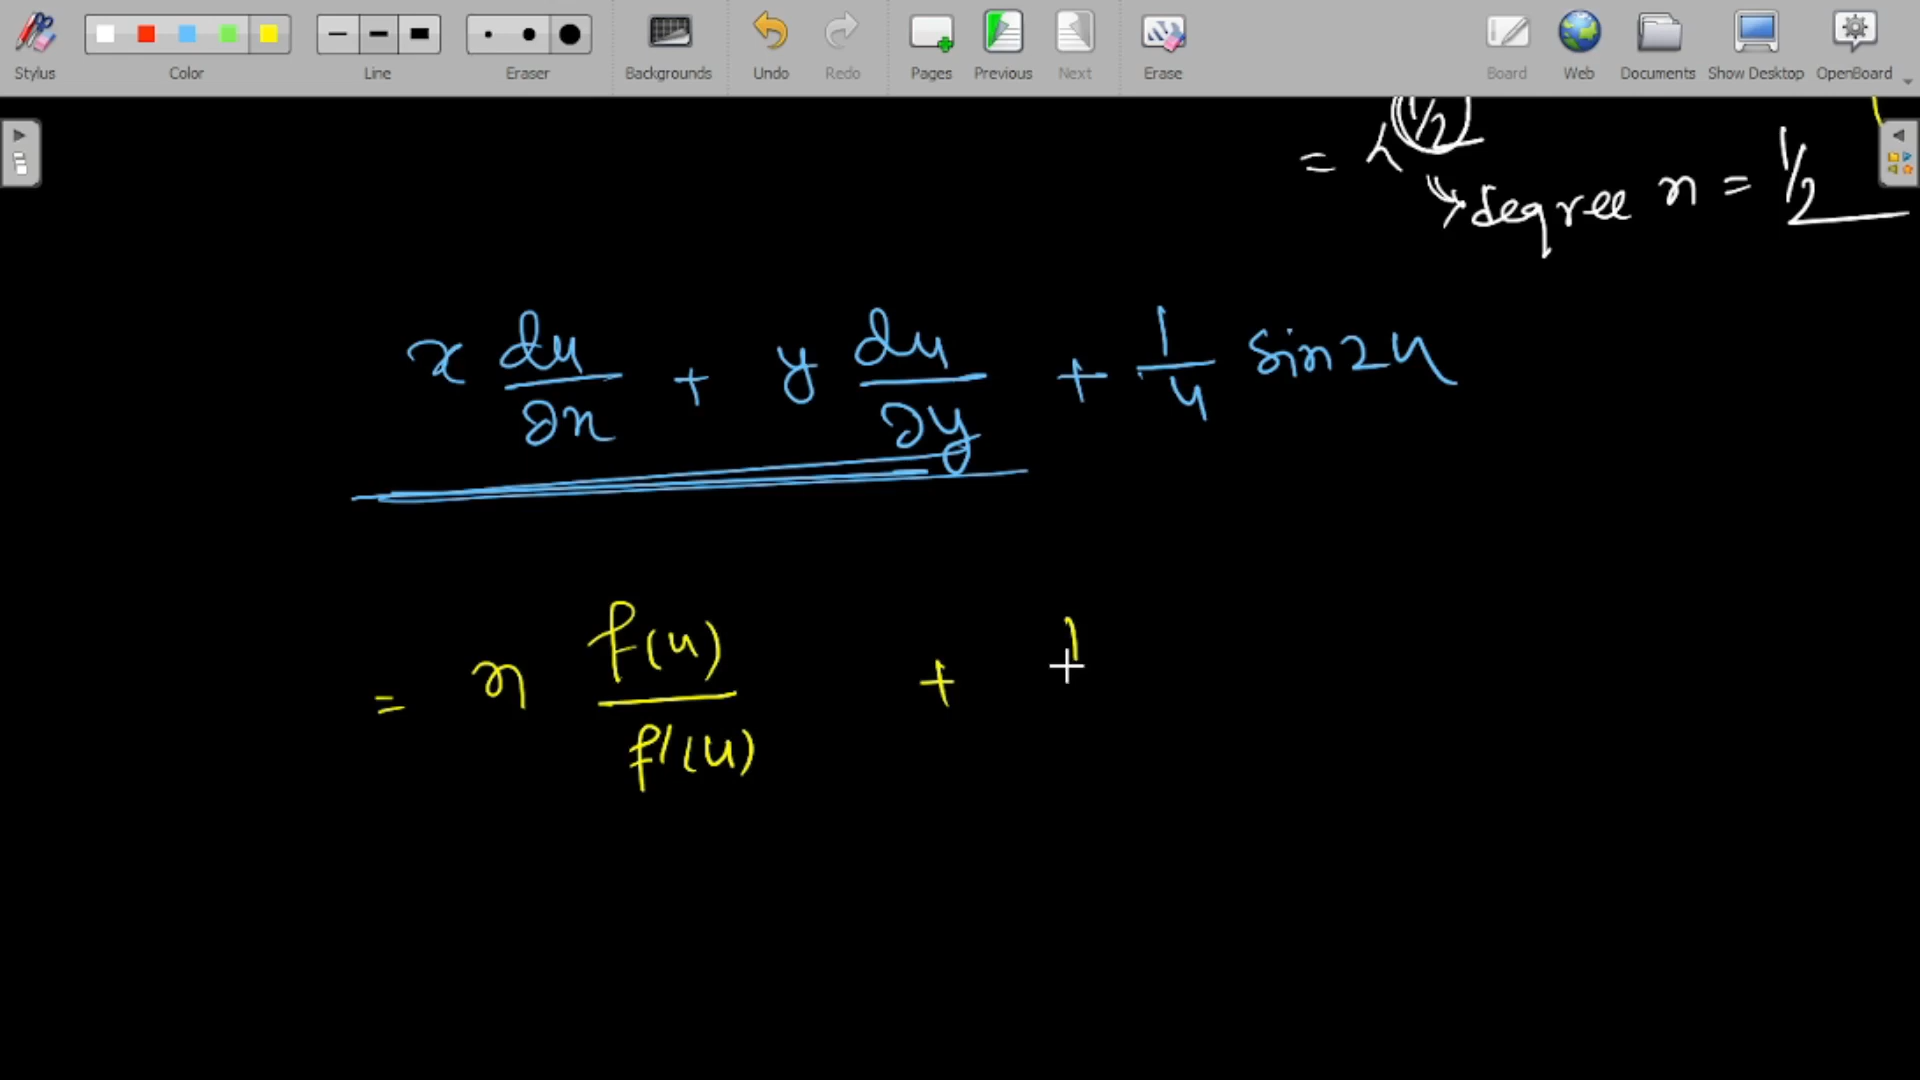 Stylus Color Line Eraser Backgrounds Undo Redo Pages Previous Next Erase Board Web Documents Show Desktop OpenBoard
= λ^(1/2)
→ degree n = 1/2
x ∂u/∂x + y ∂u/∂y + 1/4 sin2u
= n f(u)/f'(u) + 1